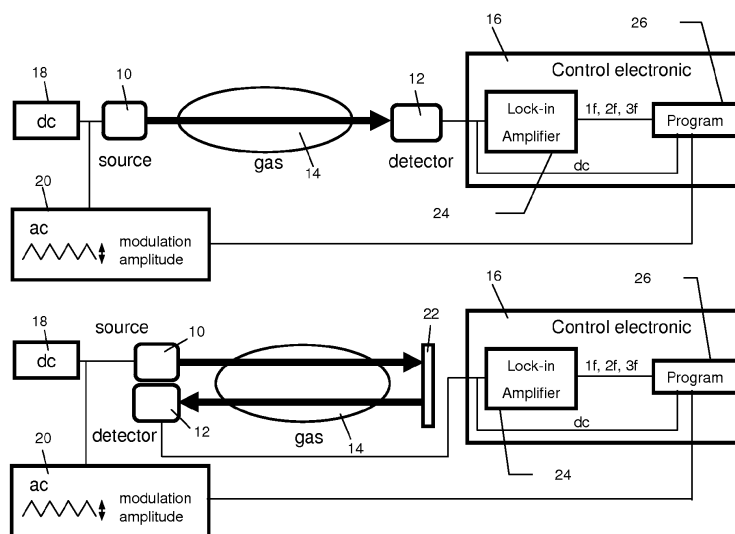 16
26
18
10
12
Control electronic
dc
Lock-in
Amplifier
1f, 2f, 3f
Program
source
gas
14
detector
dc
20
24
ac
modulation
amplitude
16
26
18
source
10
22
Control electronic
dc
Lock-in
Amplifier
1f, 2f, 3f
Program
detector
12
gas
14
dc
20
24
ac
modulation
amplitude